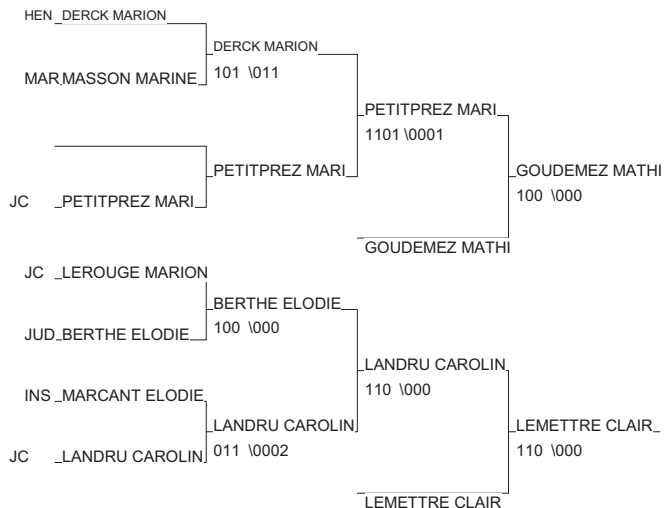 HEN DERCK MARION
DERCK MARION
101 \011
MAR MASSON MARINE
PETITPREZ MARI
1101 \0001
PETITPREZ MARI
GOUDEMEZ MATHI
100 \000
JC PETITPREZ MARI
GOUDEMEZ MATHI
JC LEROUGE MARION
BERTHE ELODIE
100 \000
JUD BERTHE ELODIE
LANDRU CAROLIN
110 \000
INS MARCANT ELODIE
LANDRU CAROLIN
011 \0002
LEMETTRE CLAIR
110 \000
JC LANDRU CAROLIN
LEMETTRE CLAIR